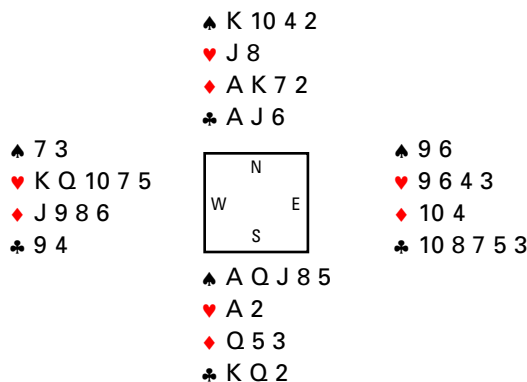 ♠ K 10 4 2
♥ J 8
♦ A K 7 2
♣ A J 6
♠ 7 3
♥ K Q 10 7 5
♦ J 9 8 6
♣ 9 4
N
W E
S
♠ 9 6
♥ 9 6 4 3
♦ 10 4
♣ 10 8 7 5 3
♠ A Q J 8 5
♥ A 2
♦ Q 5 3
♣ K Q 2